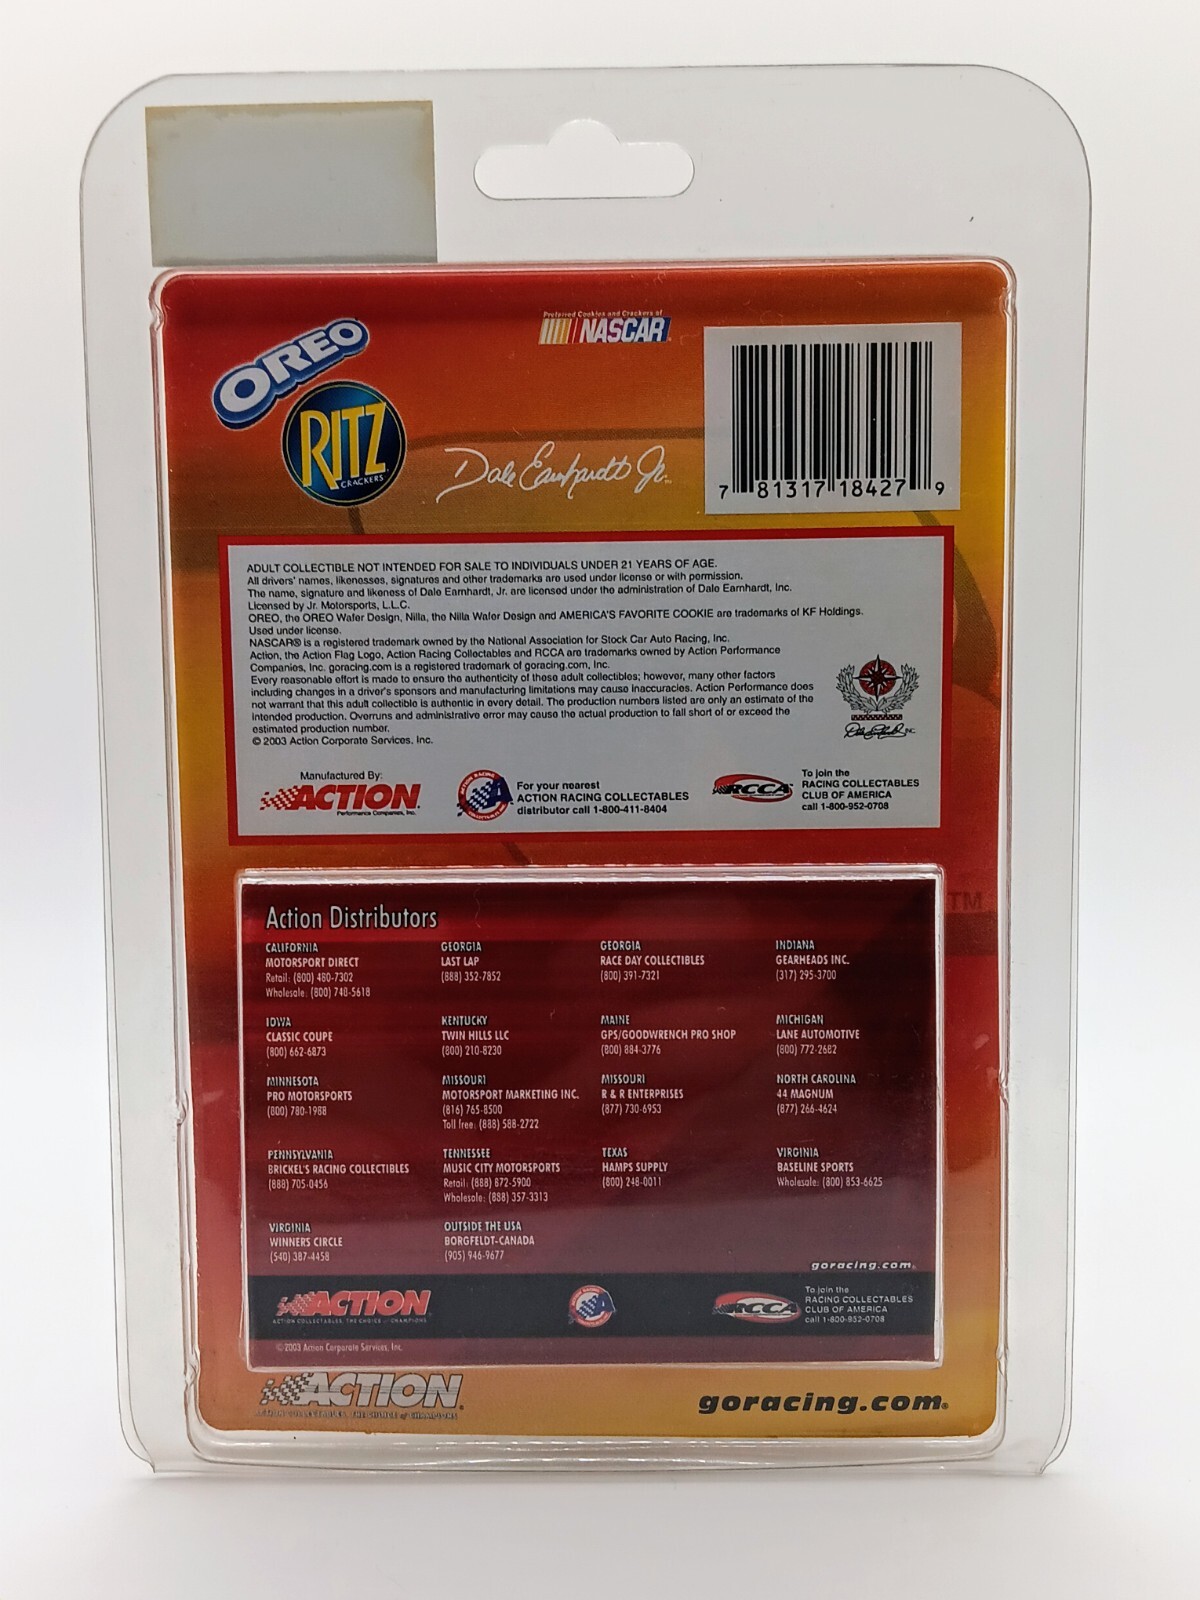 Preferred Cookies and Crackers of
NASCAR
OREO
RITZ
CRACKERS
Dale Earnhardt Jr.
7 81317 18427 9
ADULT COLLECTIBLE NOT INTENDED FOR SALE TO INDIVIDUALS UNDER 21 YEARS OF AGE.
All drivers' names, likenesses, signatures and other trademarks are used under license or with permission.
The name, signature and likeness of Dale Earnhardt, Jr. are licensed under the administration of Dale Earnhardt, Inc.
Licensed by Jr. Motorsports, L.L.C.
OREO, the OREO Wafer Design, Nilla, the Nilla Wafer Design and AMERICA'S FAVORITE COOKIE are trademarks of KF Holdings.
Used under license.
NASCAR® is a registered trademark owned by the National Association for Stock Car Auto Racing, Inc.
Action, the Action Flag Logo, Action Racing Collectables and RCCA are trademarks owned by Action Performance
Companies, Inc. goracing.com is a registered trademark of goracing.com, Inc.
Every reasonable effort is made to ensure the authenticity of these adult collectibles; however, many other factors
including changes in a driver's sponsors and manufacturing limitations may cause inaccuracies. Action Performance does
not warrant that this adult collectible is authentic in every detail. The production numbers listed are only an estimate of the
intended production. Overruns and administrative error may cause the actual production to fall short of or exceed the
estimated production number.
© 2003 Action Corporate Services, Inc.
Manufactured By:
ACTION
Performance Companies, Inc.
For your nearest
ACTION RACING COLLECTABLES
distributor call 1-800-411-8404
RCCA
To join the
RACING COLLECTABLES
CLUB OF AMERICA
call 1-800-952-0708
Action Distributors
CALIFORNIA
MOTORSPORT DIRECT
Retail: (800) 480-7302
Wholesale: (800) 740-5618
GEORGIA
LAST LAP
(888) 352-7852
GEORGIA
RACE DAY COLLECTIBLES
(800) 391-7321
INDIANA
GEARHEADS INC.
(317) 295-3700
IOWA
CLASSIC COUPE
(800) 662-6873
KENTUCKY
TWIN HILLS LLC
(800) 210-8230
MAINE
GPS/GOODWRENCH PRO SHOP
(800) 884-3776
MICHIGAN
LANE AUTOMOTIVE
(800) 772-2682
MINNESOTA
PRO MOTORSPORTS
(800) 780-1988
MISSOURI
MOTORSPORT MARKETING INC.
(816) 765-8500
Toll free: (888) 588-2722
MISSOURI
R & R ENTERPRISES
(877) 730-6953
NORTH CAROLINA
44 MAGNUM
(877) 266-4624
PENNSYLVANIA
BRICKEL'S RACING COLLECTIBLES
(888) 705-0456
TENNESSEE
MUSIC CITY MOTORSPORTS
Retail: (888) 872-5900
Wholesale: (888) 357-3313
TEXAS
HAMPS SUPPLY
(800) 248-0011
VIRGINIA
BASELINE SPORTS
Wholesale: (800) 853-6625
VIRGINIA
WINNERS CIRCLE
(540) 387-4458
OUTSIDE THE USA
BORGFELDT-CANADA
(905) 946-9677
goracing.com®
ACTION
ACTION COLLECTABLES, THE CHOICE of CHAMPIONS
RCCA
To join the
RACING COLLECTABLES
CLUB OF AMERICA
call 1-800-952-0708
©2003 Action Corporate Services, Inc.
ACTION®
ACTION COLLECTABLES, THE CHOICE of CHAMPIONS
goracing.com®